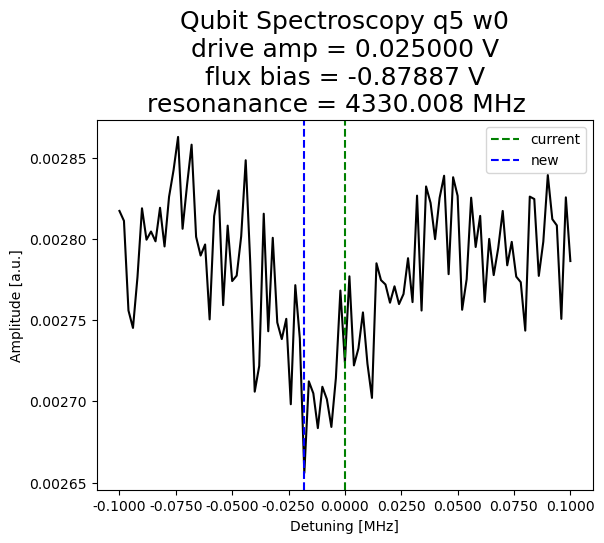 Qubit Spectroscopy q5 w0
drive amp = 0.025000 V
flux bias = -0.87887 V
resonanance = 4330.008 MHz
current
new
Amplitude [a.u.]
0.00285
0.00280
0.00275
0.00270
0.00265
-0.1000 -0.0750 -0.0500 -0.0250 0.0000 0.0250 0.0500 0.0750 0.1000
Detuning [MHz]